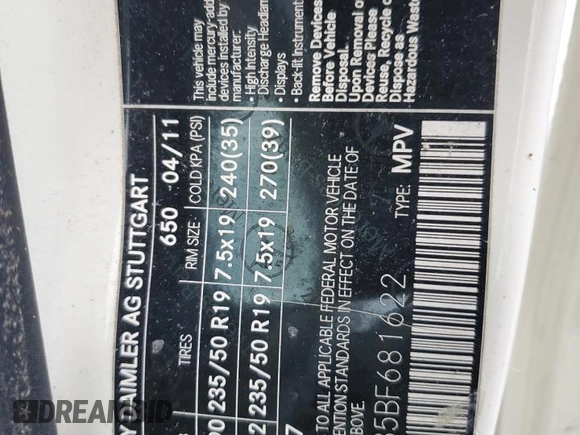 This vehicle may
include mercury-added
devices installed by
manufacturer:
• High Intensity
Discharge Headlam
• Displays
• Back-lit Instrument
Remove Devices
Before Vehicle
Disposal.
Upon Removal of
Devices Please
Reuse, Recycle or
Dispose as
Hazardous Waste
DAIMLER AG STUTTGART
650 04/11
TIRES RIM SIZE COLD KPA (PSI)
235/50 R19 7.5x19 240(35)
235/50 R19 7.5x19 270(39)
TO ALL APPLICABLE FEDERAL MOTOR VEHICLE
STANDARDS IN EFFECT ON THE DATE OF
TYPE: MPV
5BF681622
DREAMBID